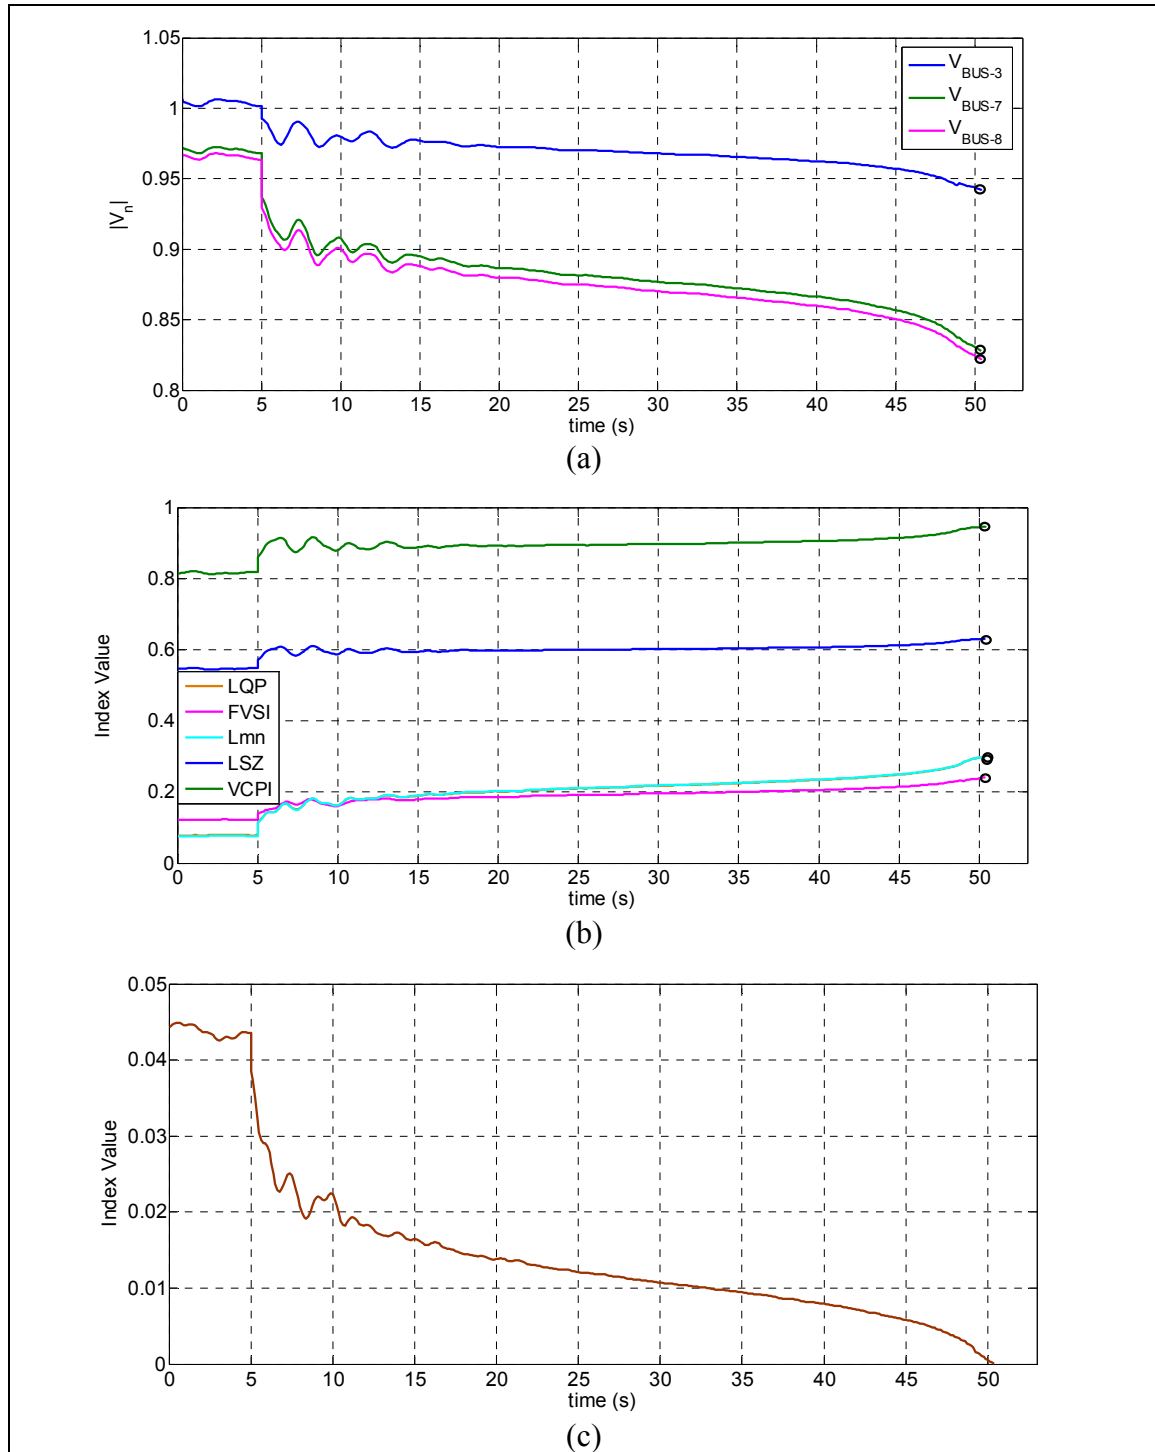 1.05
1
0.95
0.9
0.85
0.8
|Vn|
V BUS-3
V BUS-7
V BUS-8
0 5 10 15 20 25 30 35 40 45 50
time (s)
(a)
1
0.8
0.6
0.4
0.2
0
Index Value
LQP
FVSI
Lmn
LSZ
VCPI
0 5 10 15 20 25 30 35 40 45 50
time (s)
(b)
0.05
0.04
0.03
0.02
0.01
0
Index Value
0 5 10 15 20 25 30 35 40 45 50
time (s)
(c)